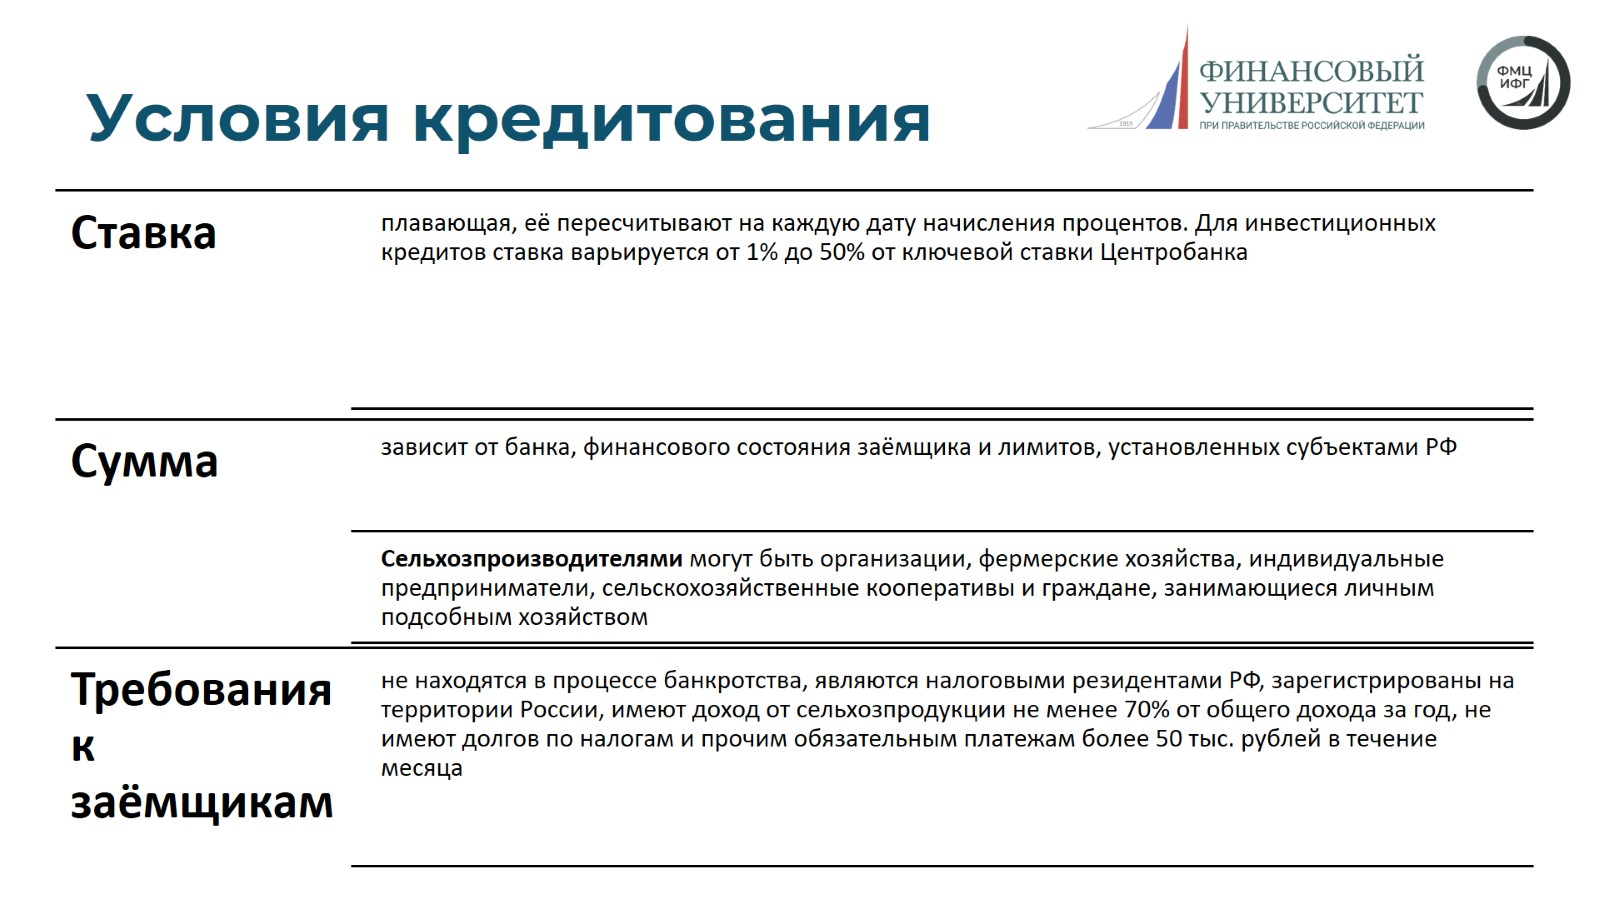 Условия кредитования
ФИНАНСОВЫЙ
УНИВЕРСИТЕТ
ПРИ ПРАВИТЕЛЬСТВЕ РОССИЙСКОЙ ФЕДЕРАЦИИ
1919
ФМЦ
ИФГ
Ставка
плавающая, её пересчитывают на каждую дату начисления процентов. Для инвестиционных
кредитов ставка варьируется от 1% до 50% от ключевой ставки Центробанка
Сумма
зависит от банка, финансового состояния заёмщика и лимитов, установленных субъектами РФ
Сельхозпроизводителями могут быть организации, фермерские хозяйства, индивидуальные
предприниматели, сельскохозяйственные кооперативы и граждане, занимающиеся личным
подсобным хозяйством
Требования
к
заёмщикам
не находятся в процессе банкротства, являются налоговыми резидентами РФ, зарегистрированы на
территории России, имеют доход от сельхозпродукции не менее 70% от общего дохода за год, не
имеют долгов по налогам и прочим обязательным платежам более 50 тыс. рублей в течение
месяца